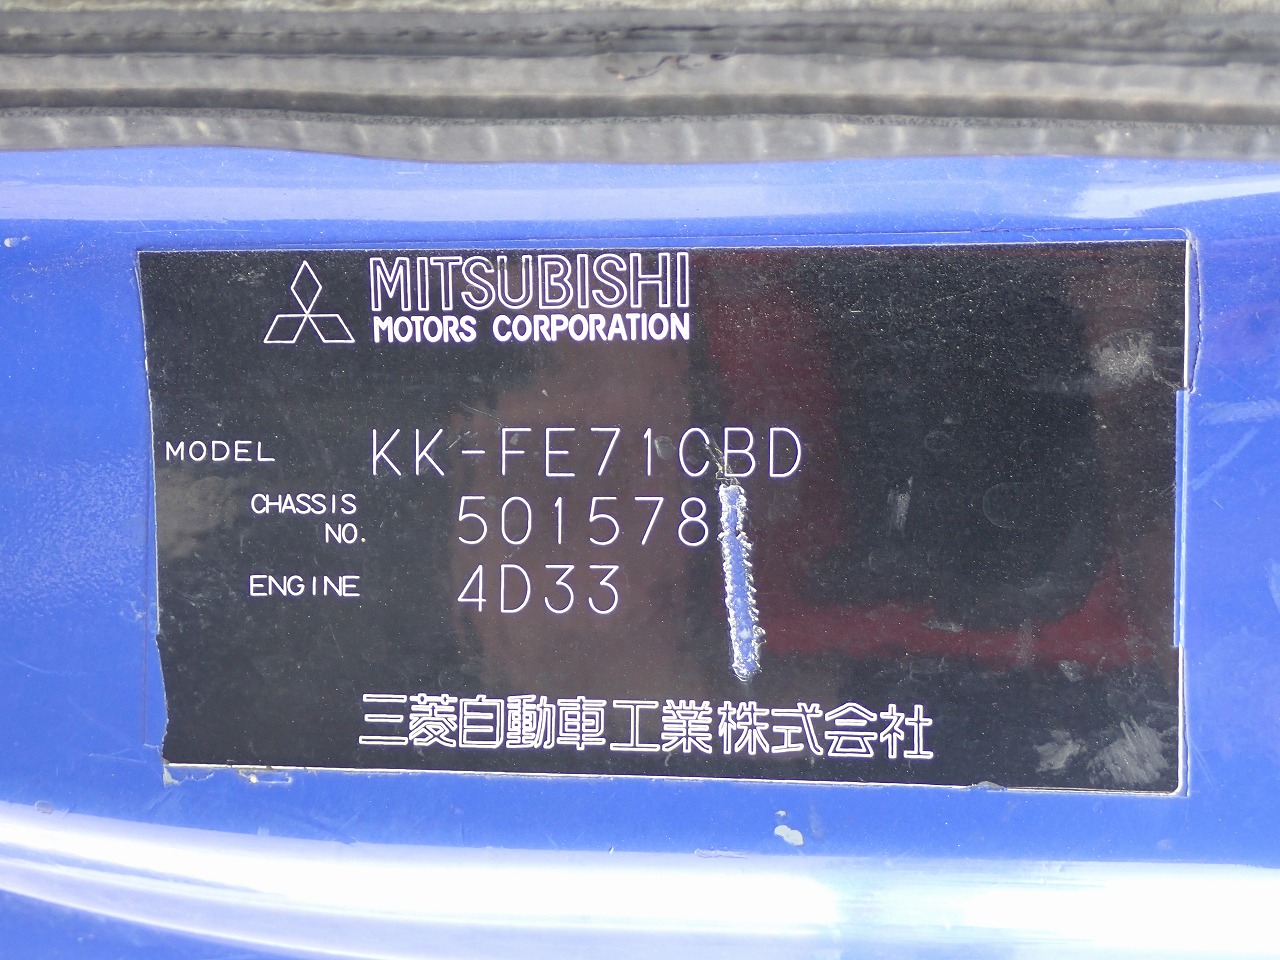 MITSUBISHI
MOTORS CORPORATION
MODEL KK-FE71CBD
CHASSIS NO. 501578
ENGINE 4D33
三菱自動車工業株式会社